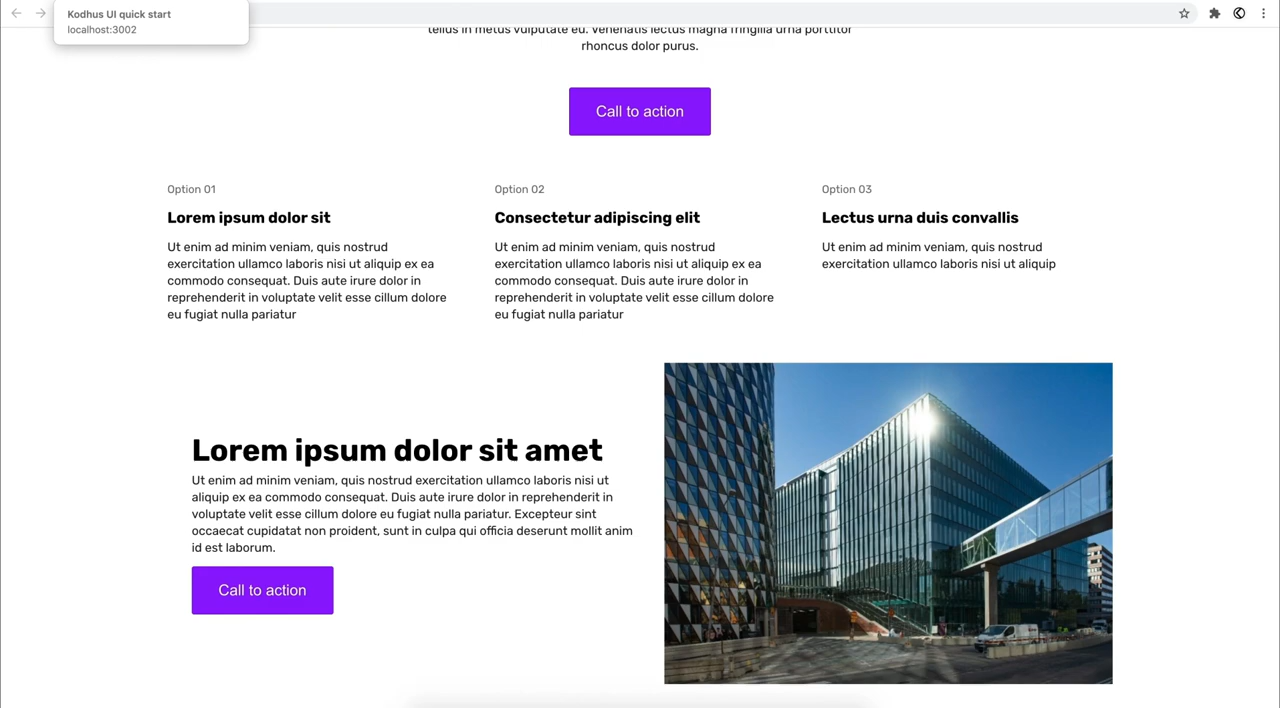 Kodhus UI quick start
localhost:3002
tellus in metus vulputate eu. Venenatis lectus magna fringilla urna porttitor
rhoncus dolor purus.
Call to action
Option 01
Lorem ipsum dolor sit
Ut enim ad minim veniam, quis nostrud
exercitation ullamco laboris nisi ut aliquip ex ea
commodo consequat. Duis aute irure dolor in
reprehenderit in voluptate velit esse cillum dolore
eu fugiat nulla pariatur
Option 02
Consectetur adipiscing elit
Ut enim ad minim veniam, quis nostrud
exercitation ullamco laboris nisi ut aliquip ex ea
commodo consequat. Duis aute irure dolor in
reprehenderit in voluptate velit esse cillum dolore
eu fugiat nulla pariatur
Option 03
Lectus urna duis convallis
Ut enim ad minim veniam, quis nostrud
exercitation ullamco laboris nisi ut aliquip
Lorem ipsum dolor sit amet
Ut enim ad minim veniam, quis nostrud exercitation ullamco laboris nisi ut
aliquip ex ea commodo consequat. Duis aute irure dolor in reprehenderit in
voluptate velit esse cillum dolore eu fugiat nulla pariatur. Excepteur sint
occaecat cupidatat non proident, sunt in culpa qui officia deserunt mollit anim
id est laborum.
Call to action